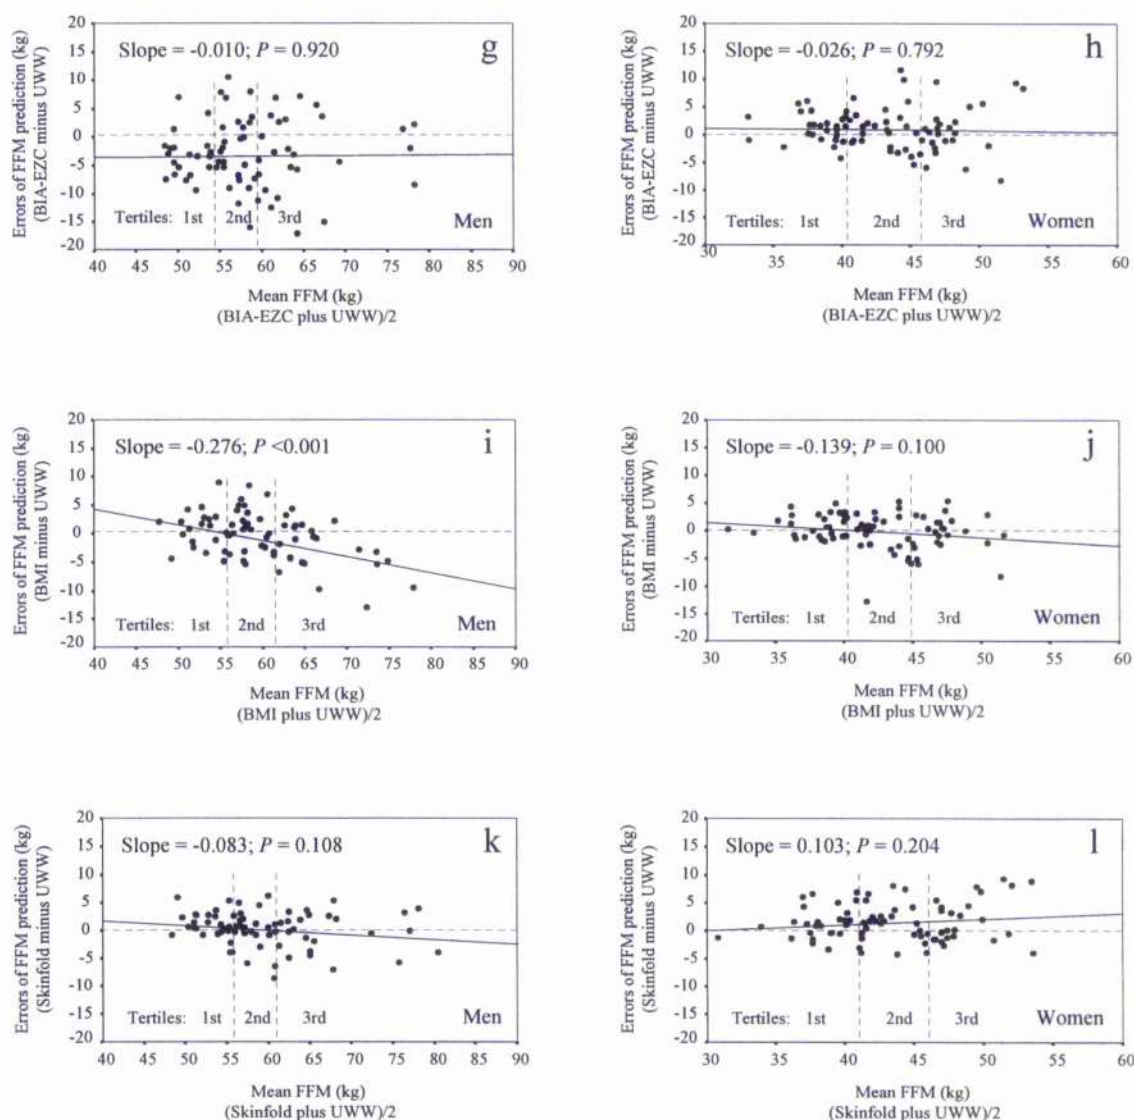 Slope = -0.010; P = 0.920
g
Errors of FFM prediction (kg)
(BIA-EZC minus UWW)
20
15
10
5
0
-5
-10
-15
-20
Tertiles: 1st 2nd 3rd
Men
40 45 50 55 60 65 70 75 80 85 90
Mean FFM (kg)
(BIA-EZC plus UWW)/2
Slope = -0.026; P = 0.792
h
Errors of FFM prediction (kg)
(BIA-EZC minus UWW)
20
15
10
5
0
-5
-10
-15
-20
Tertiles: 1st 2nd 3rd
Women
30 35 40 45 50 55 60
Mean FFM (kg)
(BIA-EZC plus UWW)/2
Slope = -0.276; P <0.001
i
Errors of FFM prediction (kg)
(BMI minus UWW)
20
15
10
5
0
-5
-10
-15
-20
Tertiles: 1st 2nd 3rd
Men
40 45 50 55 60 65 70 75 80 85 90
Mean FFM (kg)
(BMI plus UWW)/2
Slope = -0.139; P = 0.100
j
Errors of FFM prediction (kg)
(BMI minus UWW)
20
15
10
5
0
-5
-10
-15
-20
Tertiles: 1st 2nd 3rd
Women
30 35 40 45 50 55 60
Mean FFM (kg)
(BMI plus UWW)/2
Slope = -0.083; P = 0.108
k
Errors of FFM prediction (kg)
(Skinfold minus UWW)
20
15
10
5
0
-5
-10
-15
-20
Tertiles: 1st 2nd 3rd
Men
40 45 50 55 60 65 70 75 80 85 90
Mean FFM (kg)
(Skinfold plus UWW)/2
Slope = 0.103; P = 0.204
l
Errors of FFM prediction (kg)
(Skinfold minus UWW)
20
15
10
5
0
-5
-10
-15
-20
Tertiles: 1st 2nd 3rd
Women
30 35 40 45 50 55 60
Mean FFM (kg)
(Skinfold plus UWW)/2